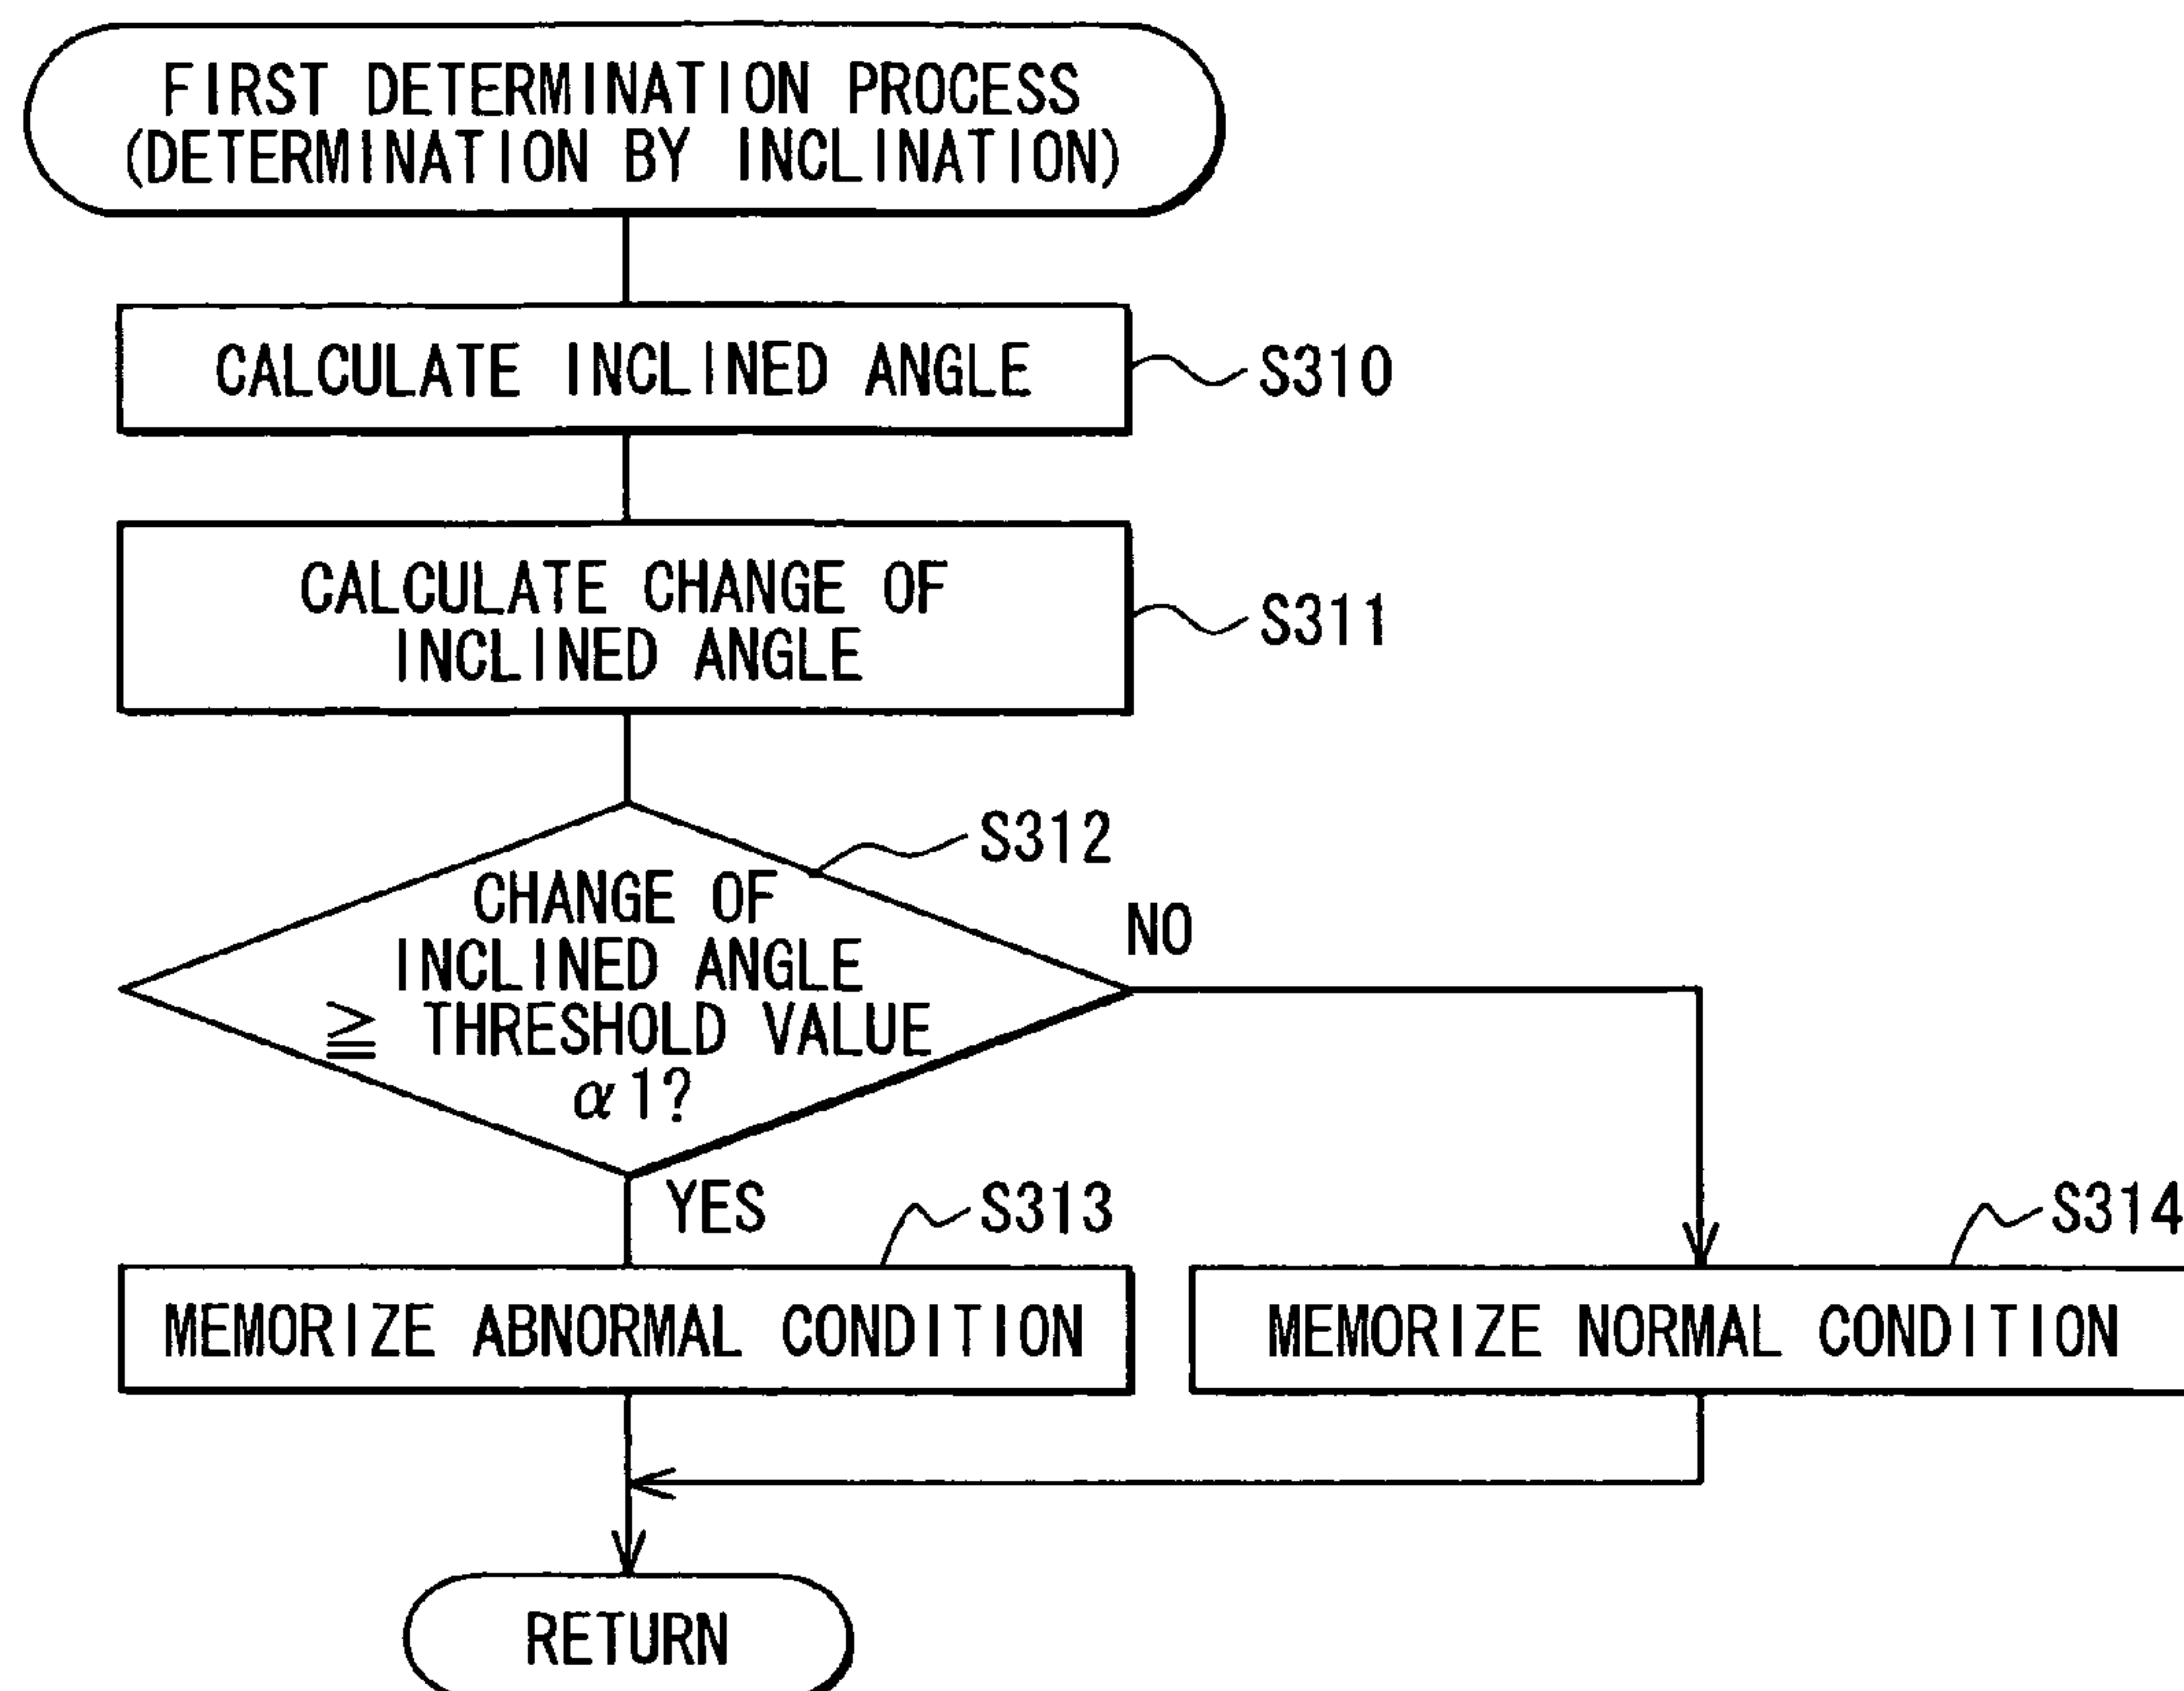 FIRST DETERMINATION PROCESS
(DETERMINATION BY INCLINATION)
CALCULATE INCLINED ANGLE
S310
CALCULATE CHANGE OF
INCLINED ANGLE
S311
S312
CHANGE OF
INCLINED ANGLE
≧ THRESHOLD VALUE
α1?
NO
YES
S313
S314
MEMORIZE ABNORMAL CONDITION
MEMORIZE NORMAL CONDITION
RETURN